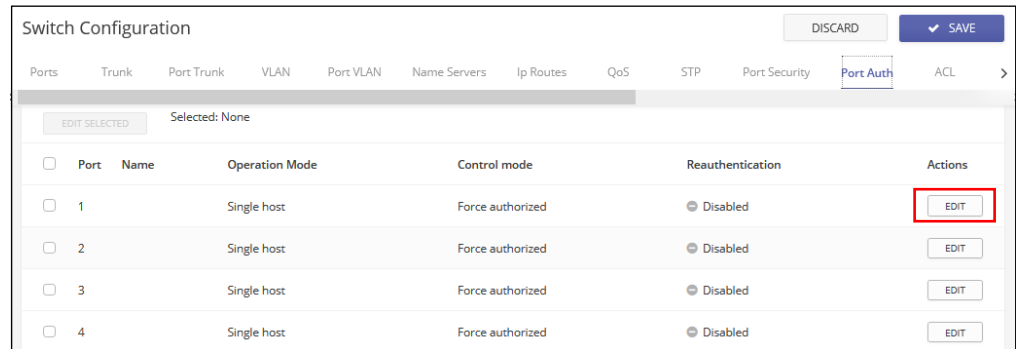 Switch Configuration DISCARD SAVE
Ports Trunk Port Trunk VLAN Port VLAN Name Servers Ip Routes QoS STP Port Security Port Auth ACL
EDIT SELECTED Selected: None
Port Name Operation Mode Control mode Reauthentication Actions
1 Single host Force authorized Disabled EDIT
2 Single host Force authorized Disabled EDIT
3 Single host Force authorized Disabled EDIT
4 Single host Force authorized Disabled EDIT